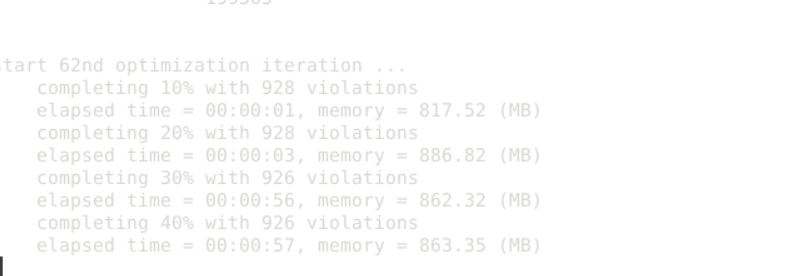 start 62nd optimization iteration ...
completing 10% with 928 violations
elapsed time = 00:00:01, memory = 817.52 (MB)
completing 20% with 928 violations
elapsed time = 00:00:03, memory = 886.82 (MB)
completing 30% with 926 violations
elapsed time = 00:00:56, memory = 862.32 (MB)
completing 40% with 926 violations
elapsed time = 00:00:57, memory = 863.35 (MB)